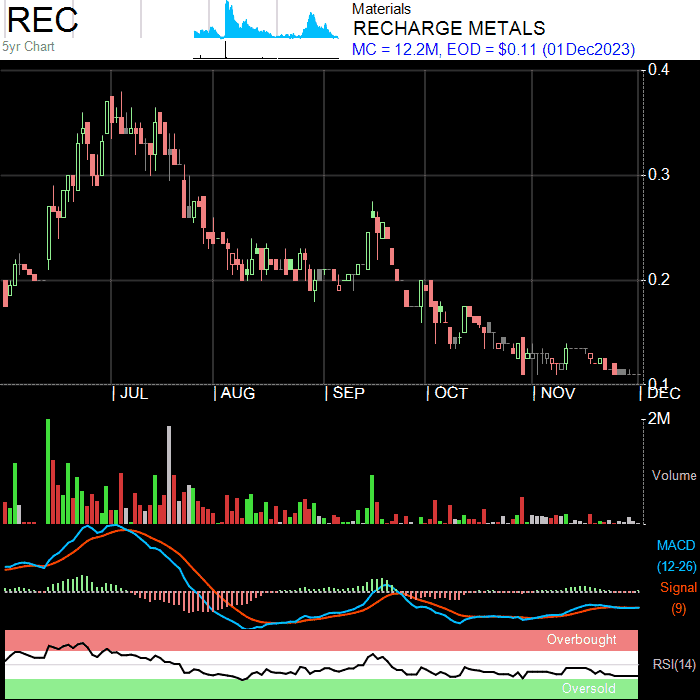 REC
5yr Chart
Materials
RECHARGE METALS
MC = 12.2M, EOD = $0.11 (01Dec2023)
0.4
0.3
0.2
0.1
JUL
AUG
SEP
OCT
NOV
DEC
2M
Volume
MACD
(12-26)
Signal
(9)
Overbought
RSI(14)
Oversold